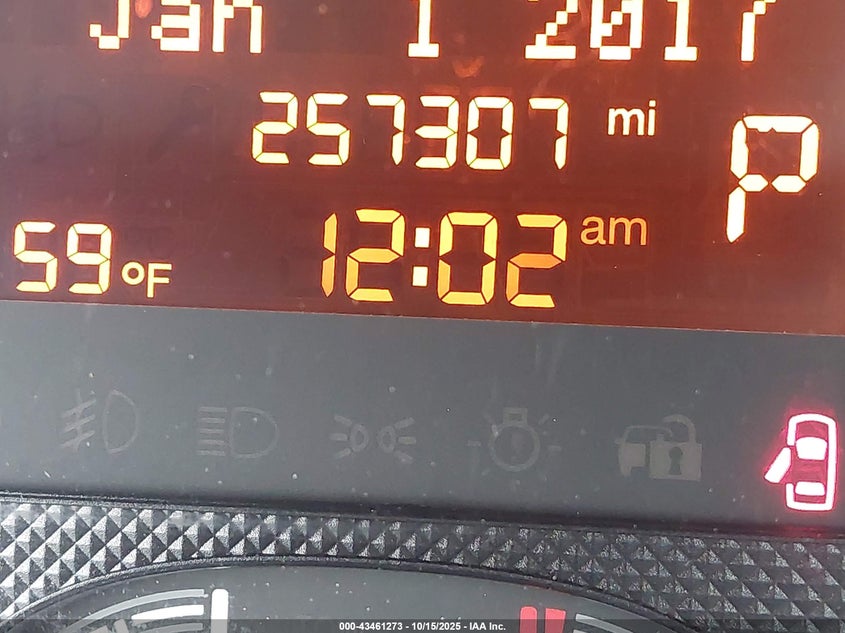 Jan 1 2017
257307 mi
P
59°F 12:02 am
000-43461273 - 10/15/2025 - IAA Inc.